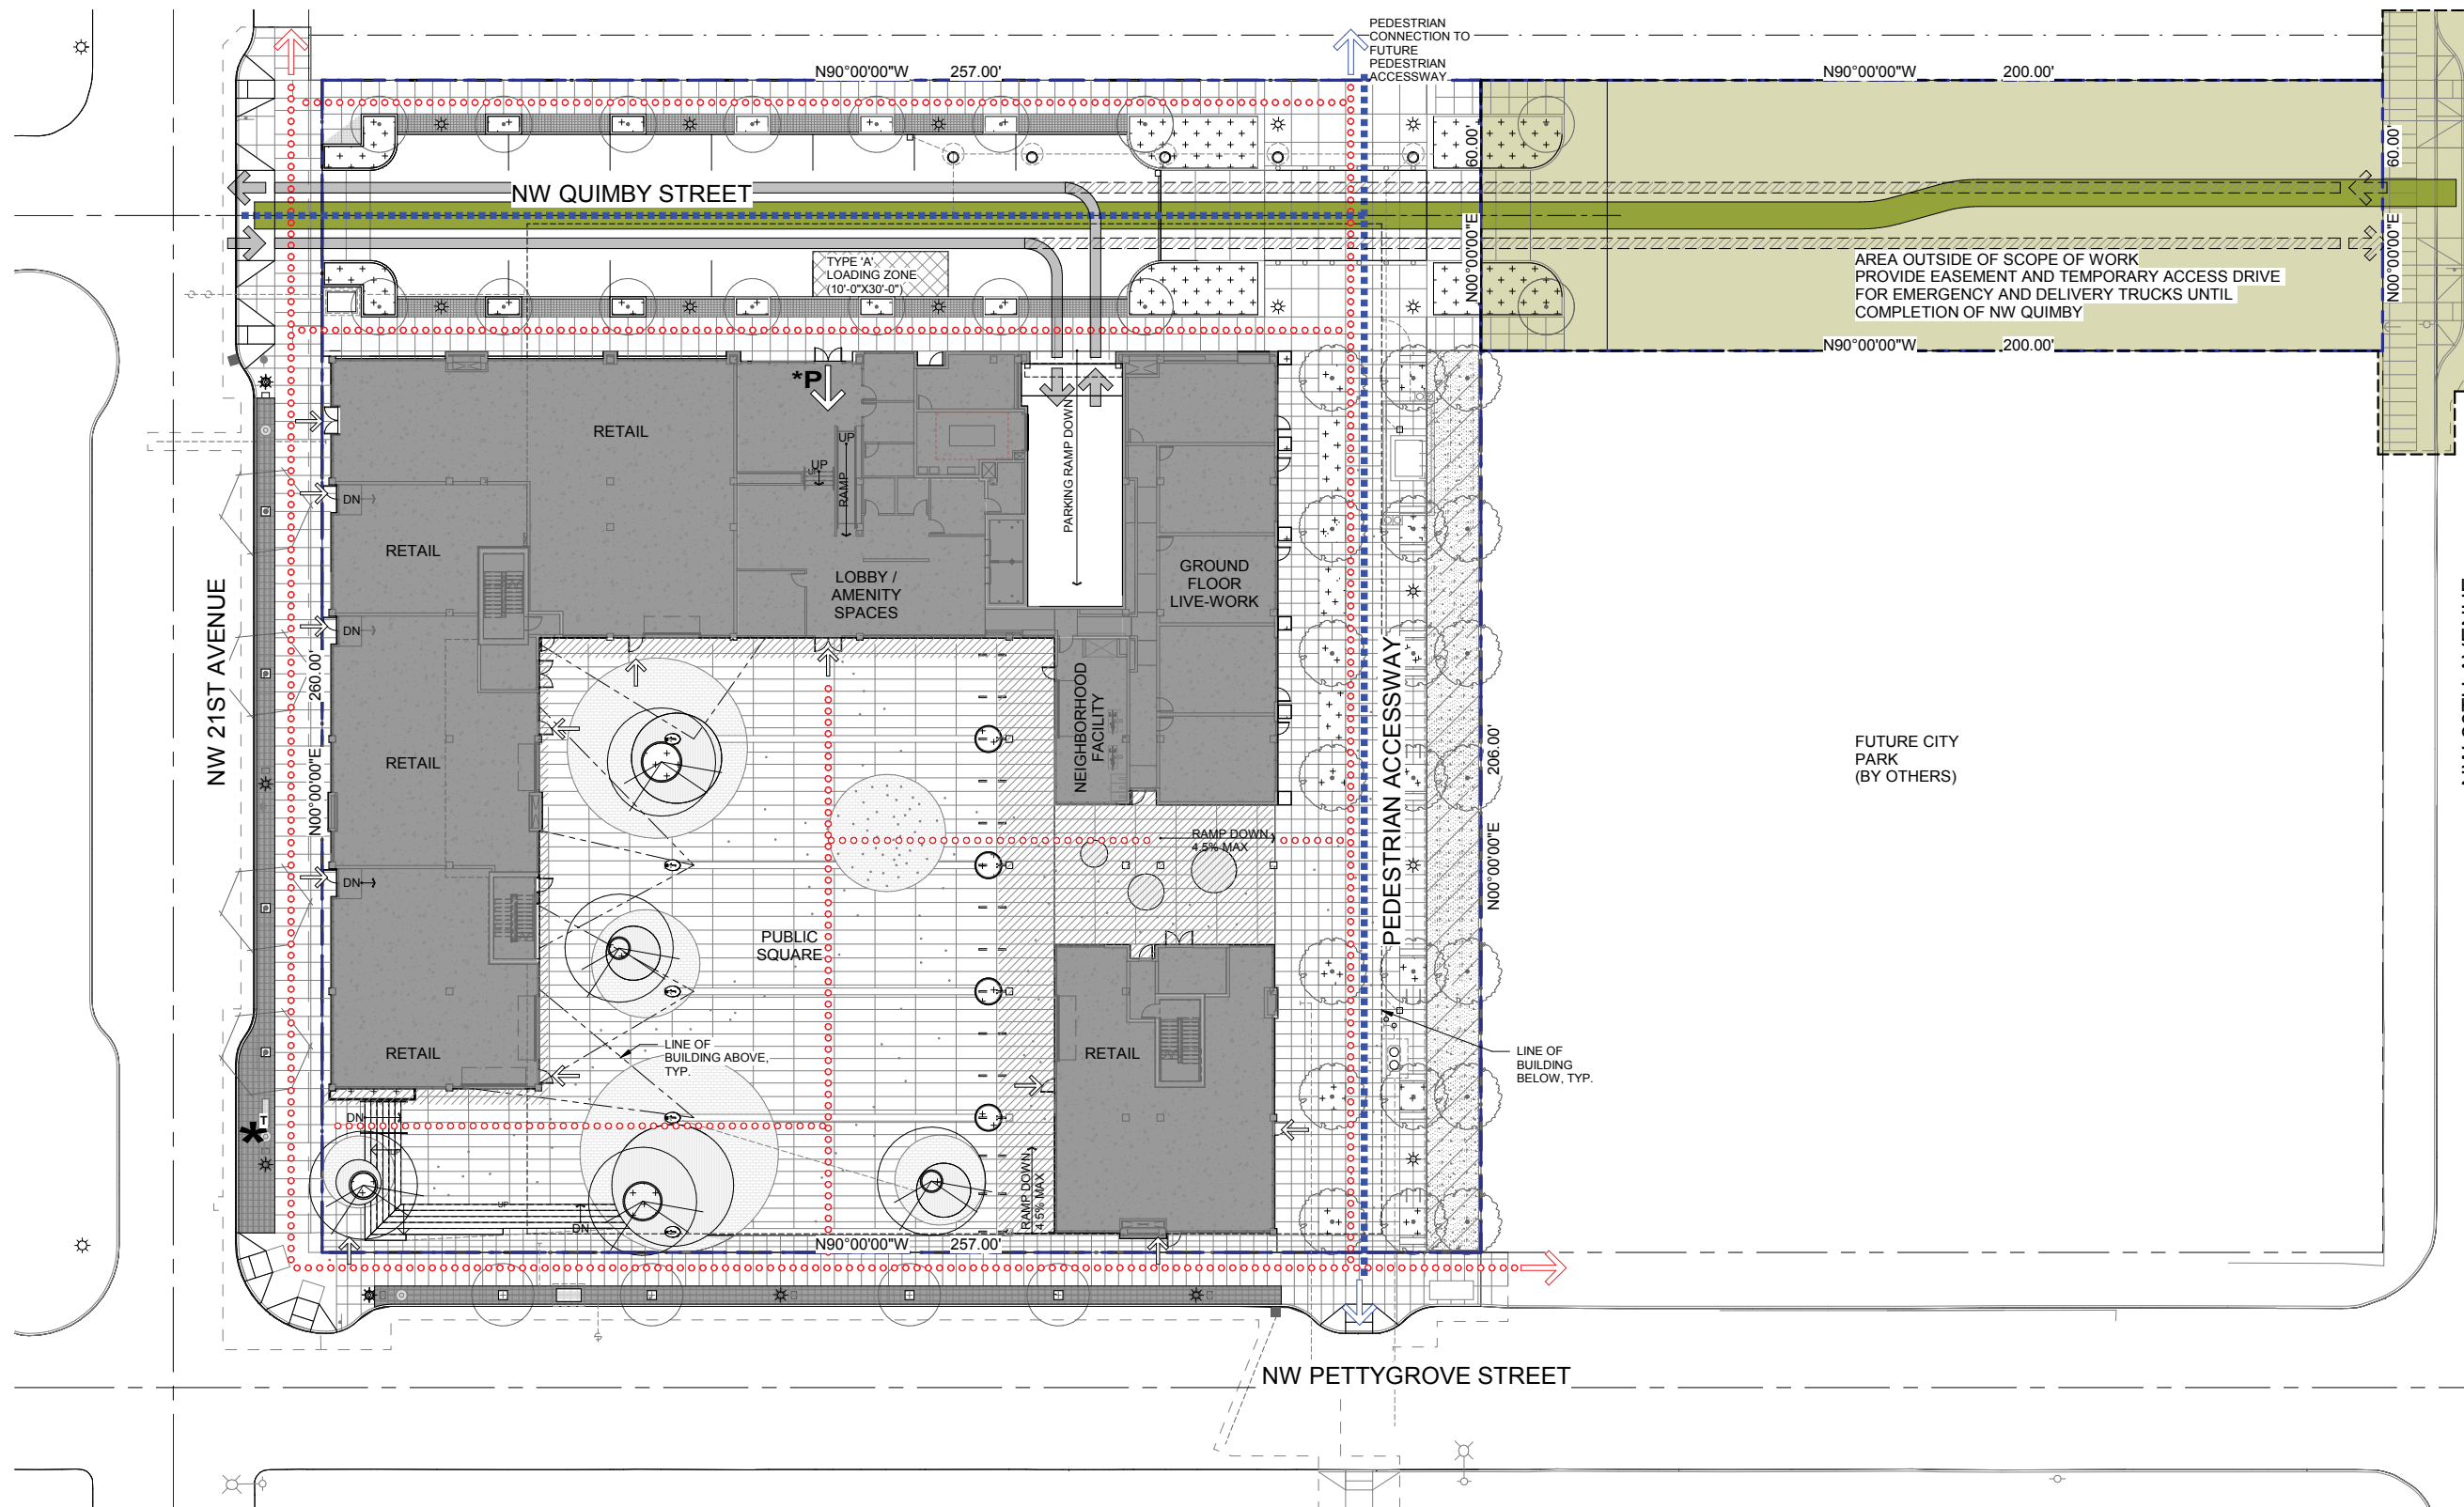 PEDESTRIAN
CONNECTION TO
FUTURE
PEDESTRIAN
ACCESSWAY
N90°00'00"W 257.00'
N90°00'00"W 200.00'
60.00'
60.00'
NW QUIMBY STREET
N00°00'00"E
N00°00'00"E
TYPE 'A'
LOADING ZONE
(10'-0"X30'-0")
AREA OUTSIDE OF SCOPE OF WORK
PROVIDE EASEMENT AND TEMPORARY ACCESS DRIVE
FOR EMERGENCY AND DELIVERY TRUCKS UNTIL
COMPLETION OF NW QUIMBY
N90°00'00"W 200.00'
*P
RETAIL
UP
UP
RAMP
PARKING RAMP DOWN
DN
RETAIL
LOBBY /
AMENITY
SPACES
GROUND
FLOOR
LIVE-WORK
DN
NW 21ST AVENUE
260.00'
N00°00'00"E
RETAIL
NEIGHBORHOOD
FACILITY
PEDESTRIAN ACCESSWAY
206.00'
N00°00'00"E
FUTURE CITY
PARK
(BY OTHERS)
RAMP DOWN
4.5% MAX
DN
PUBLIC
SQUARE
RETAIL
LINE OF
BUILDING ABOVE,
TYP.
RETAIL
LINE OF
BUILDING
BELOW, TYP.
T
*
DN
UP
DN
RAMP DOWN
4.5% MAX
N90°00'00"W 257.00'
NW PETTYGROVE STREET